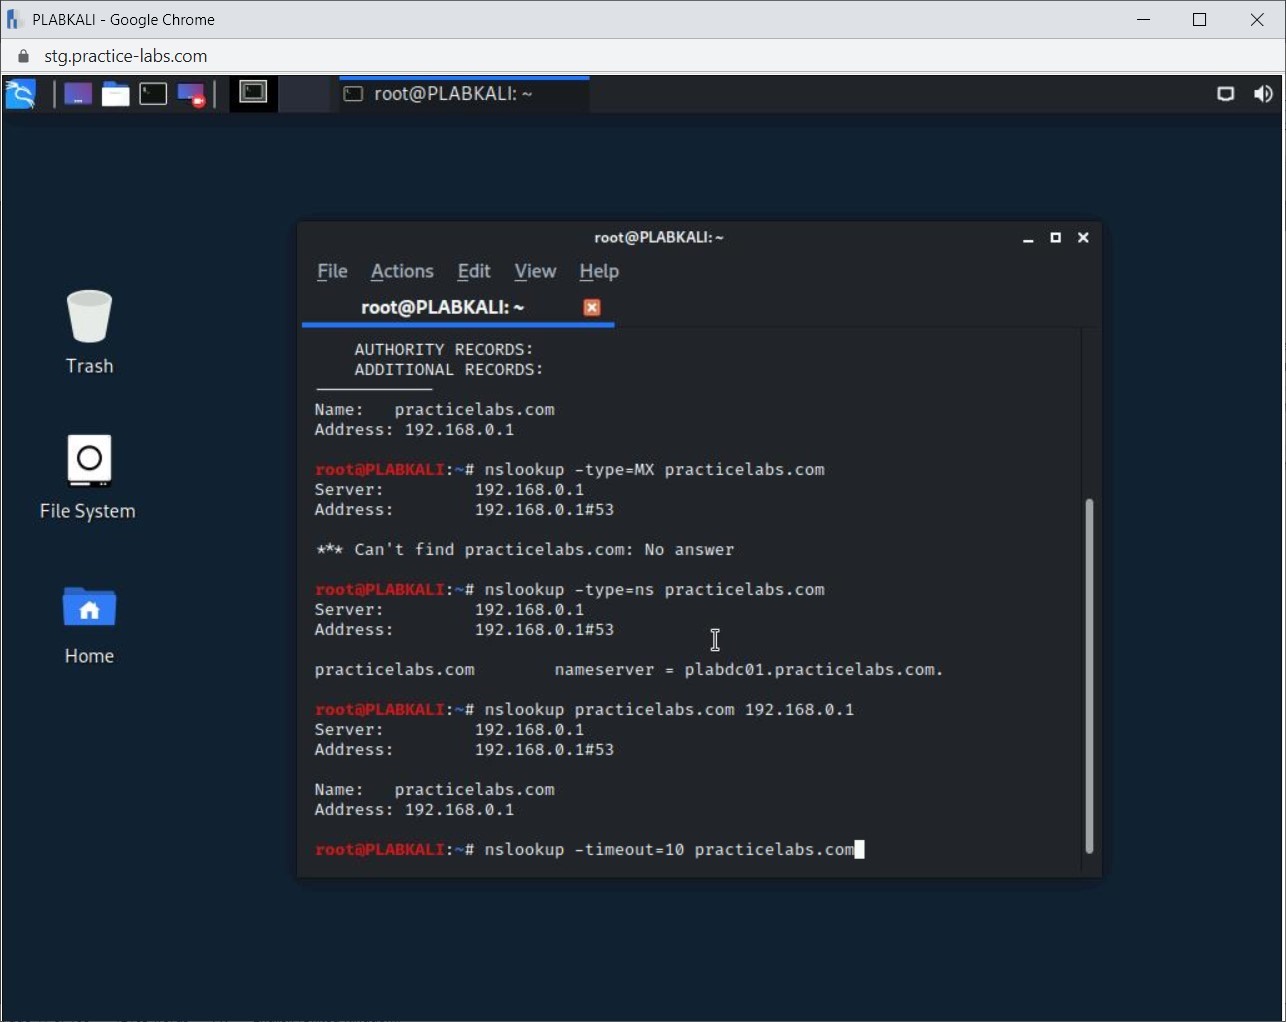 PLABKALI - Google Chrome
stg.practice-labs.com
root@PLABKALI: ~
root@PLABKALI: ~
File Actions Edit View Help
root@PLABKALI: ~
Trash
File System
Home
AUTHORITY RECORDS:
ADDITIONAL RECORDS:
Name: practicelabs.com
Address: 192.168.0.1
root@PLABKALI:~# nslookup -type=MX practicelabs.com
Server: 192.168.0.1
Address: 192.168.0.1#53
*** Can't find practicelabs.com: No answer
root@PLABKALI:~# nslookup -type=ns practicelabs.com
Server: 192.168.0.1
Address: 192.168.0.1#53
practicelabs.com nameserver = plabdc01.practicelabs.com.
root@PLABKALI:~# nslookup practicelabs.com 192.168.0.1
Server: 192.168.0.1
Address: 192.168.0.1#53
Name: practicelabs.com
Address: 192.168.0.1
root@PLABKALI:~# nslookup -timeout=10 practicelabs.com